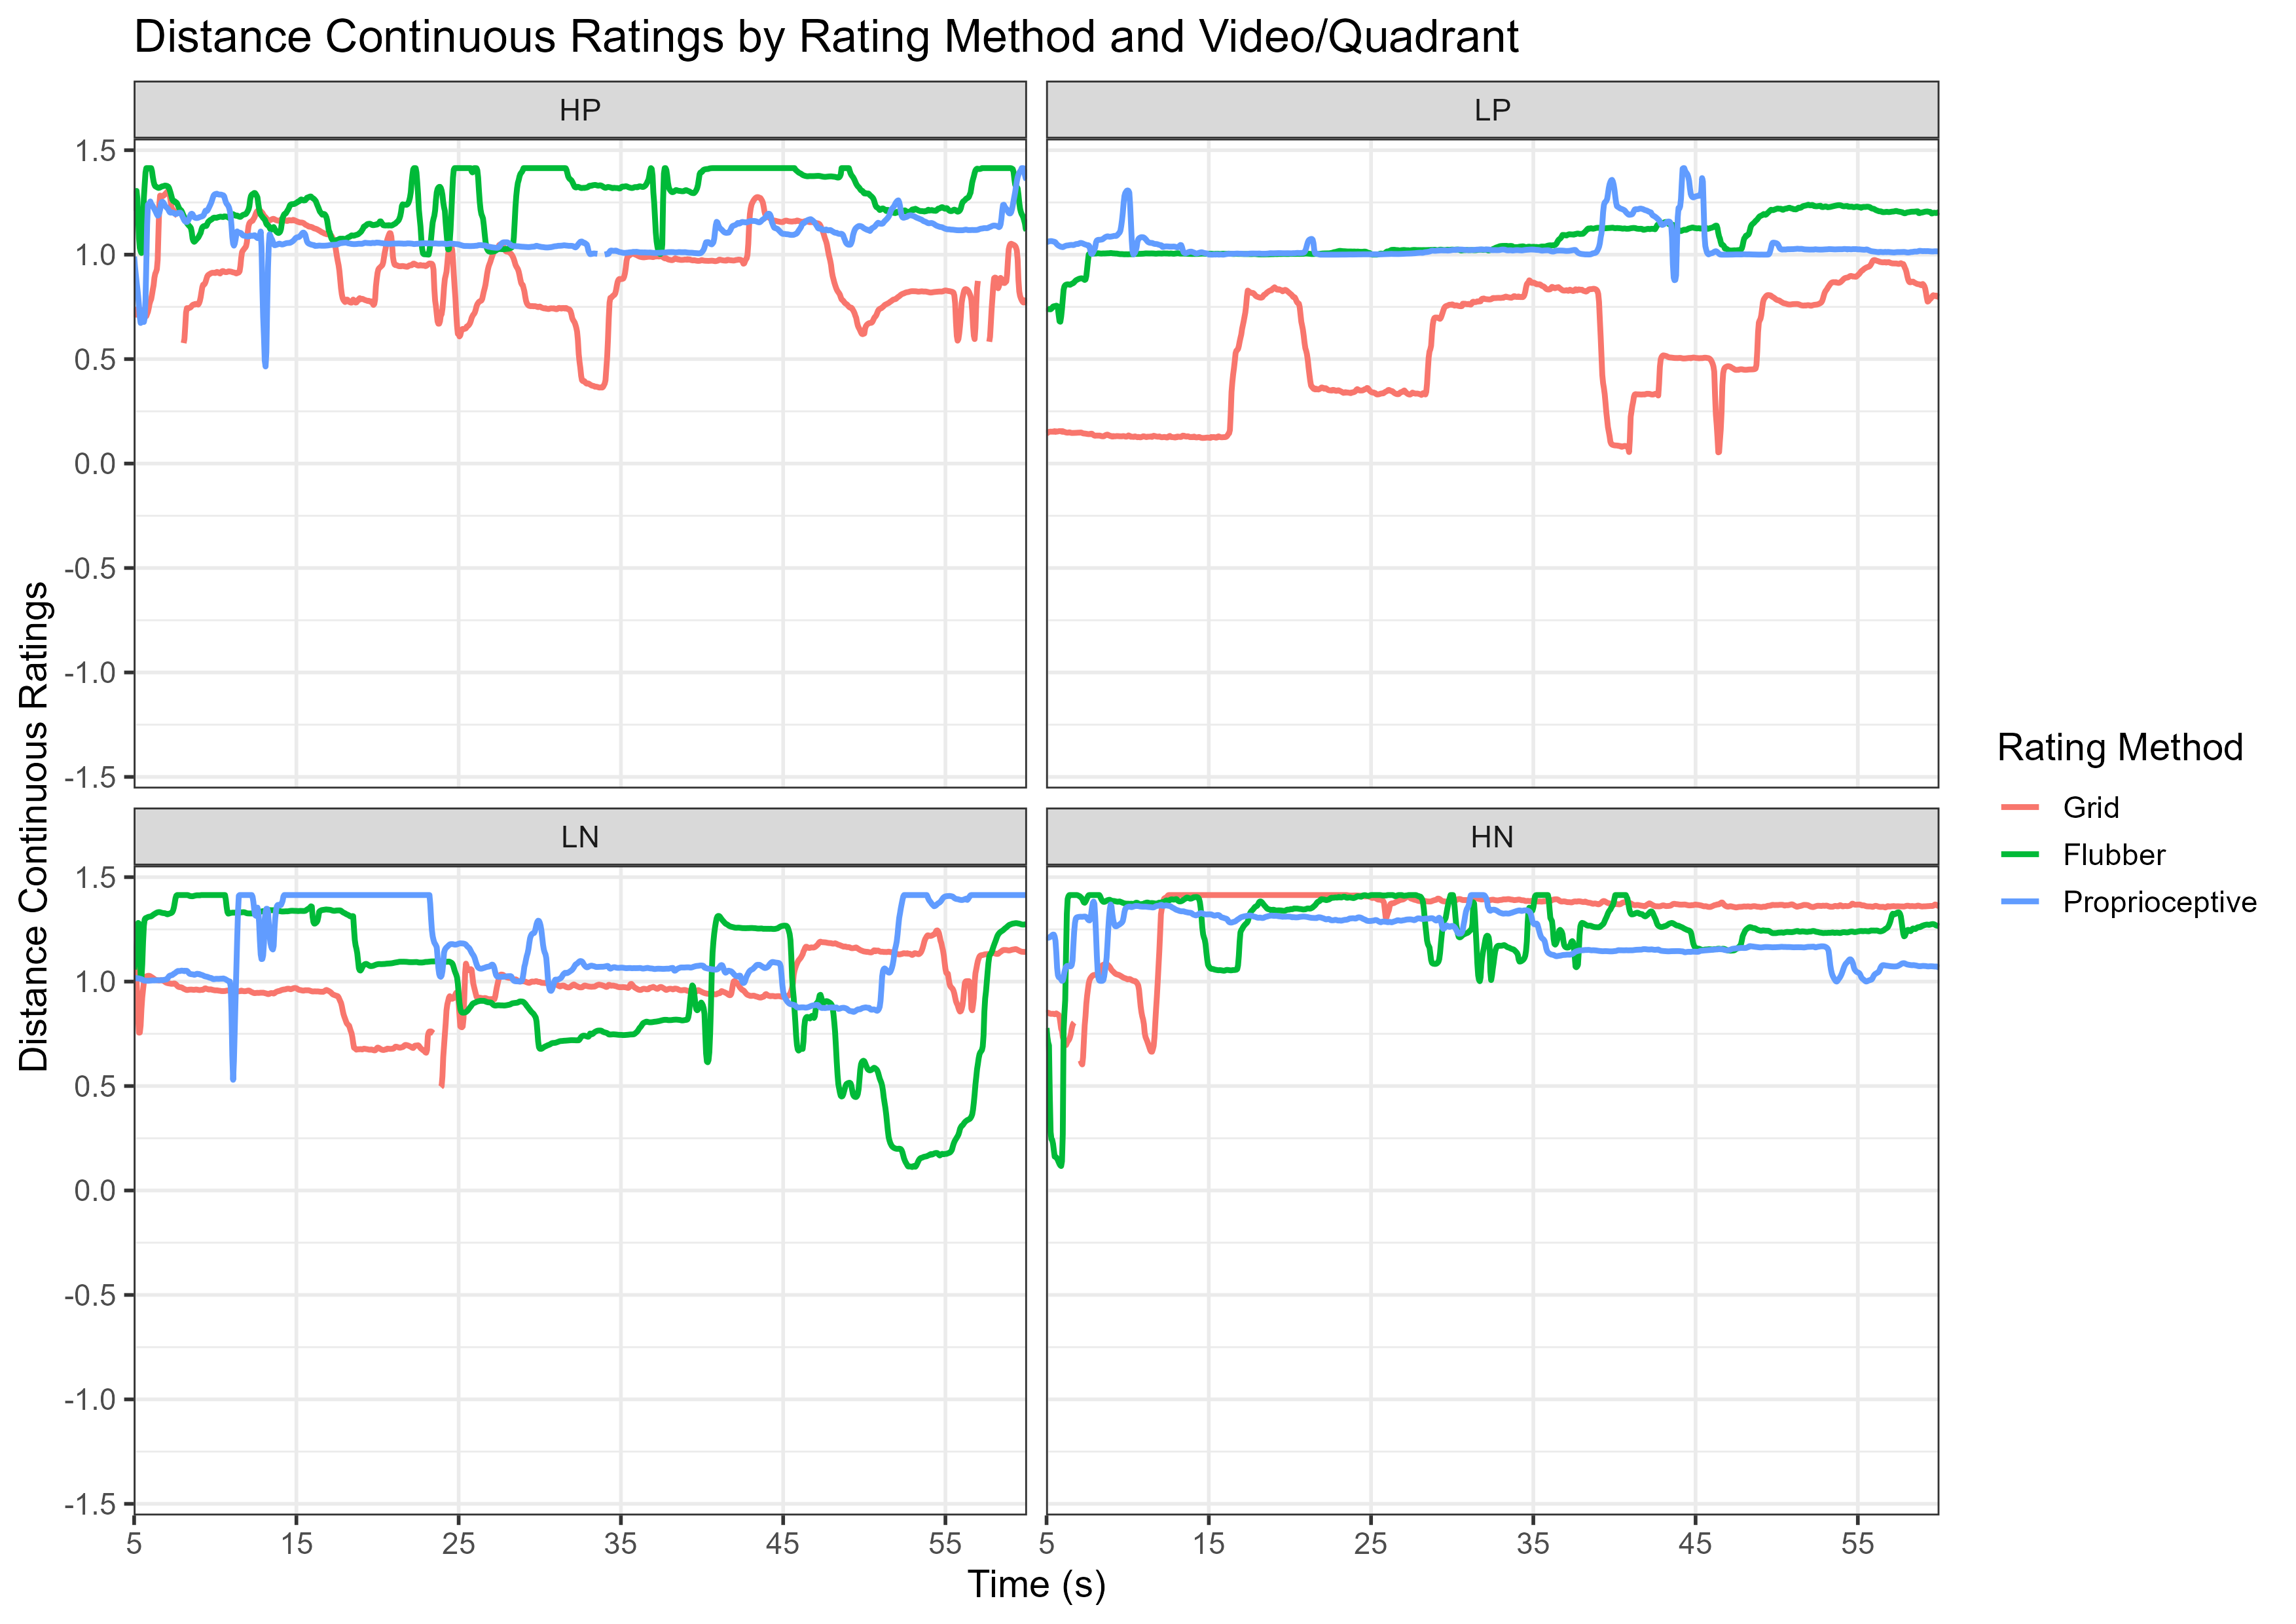 Distance Continuous Ratings by Rating Method and Video/Quadrant
HP
LP
1.5
1.0
0.5
0.0
-0.5
-1.0
-1.5
LN
HN
1.5
1.0
0.5
0.0
-0.5
-1.0
-1.5
5 15 25 35 45 55
5 15 25 35 45 55
Time (s)
Distance Continuous Ratings
Rating Method
Grid
Flubber
Proprioceptive